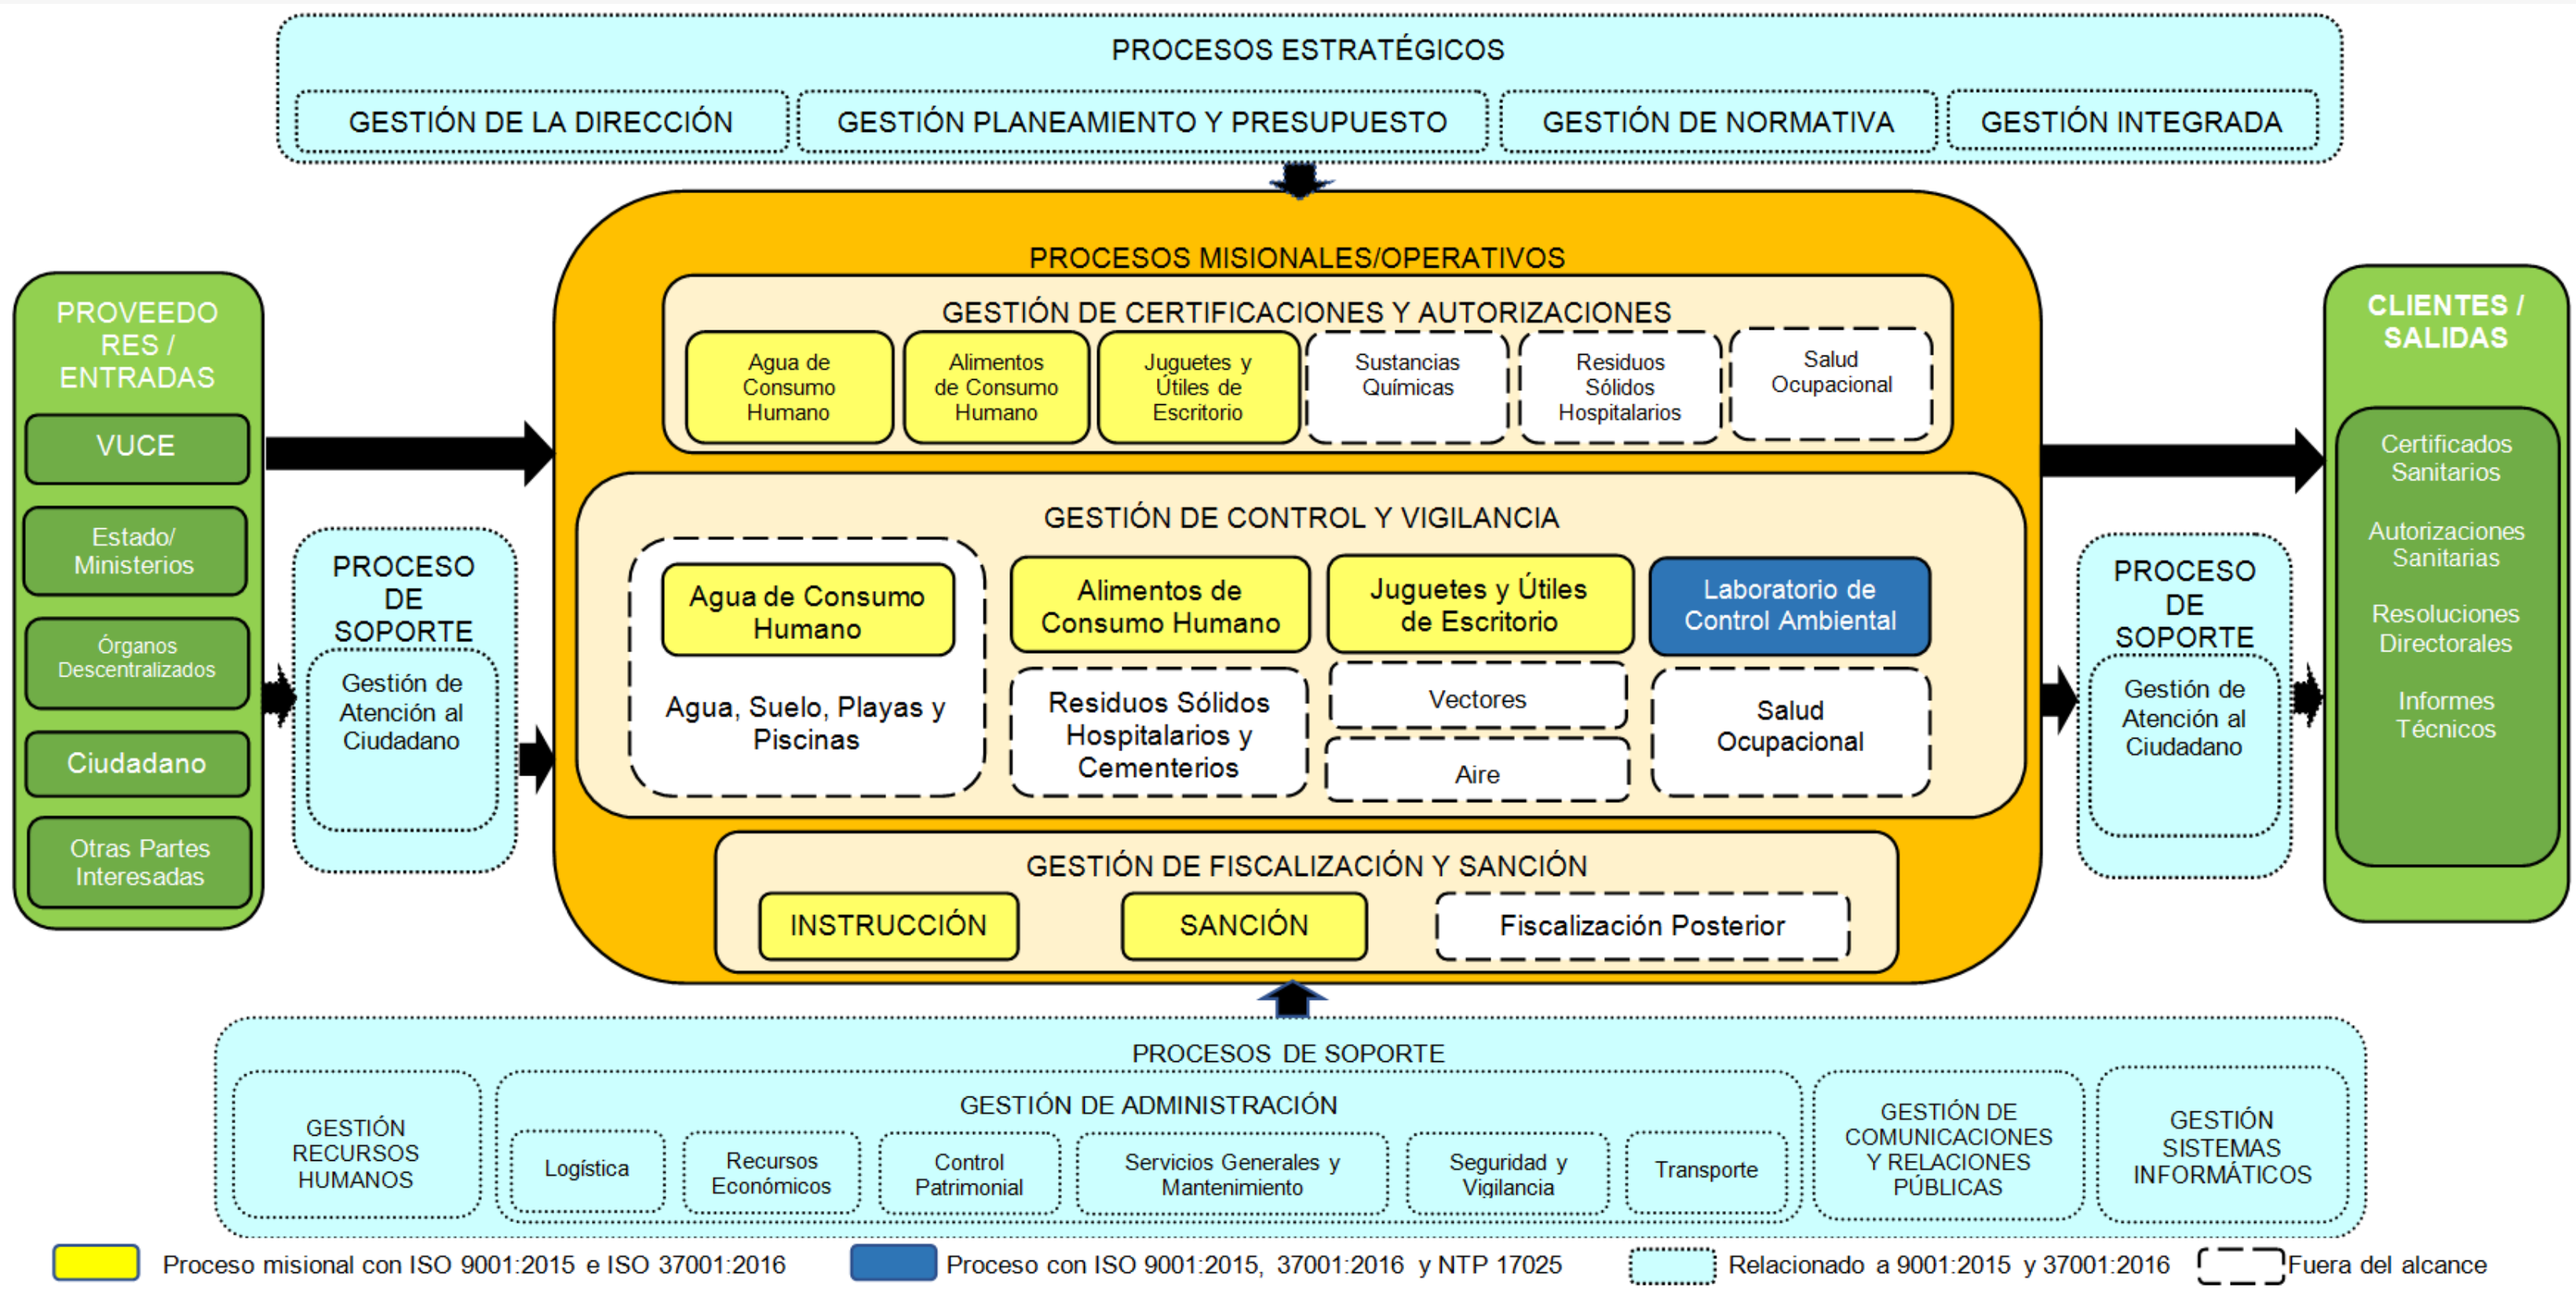 PROCESOS ESTRATÉGICOS
GESTIÓN DE LA DIRECCIÓN
GESTIÓN PLANEAMIENTO Y PRESUPUESTO
GESTIÓN DE NORMATIVA
GESTIÓN INTEGRADA
PROVEEDO
RES /
ENTRADAS
VUCE
Estado/
Ministerios
Órganos
Descentralizados
Ciudadano
Otras Partes
Interesadas
PROCESO
DE
SOPORTE
Gestión de
Atención al
Ciudadano
PROCESOS MISIONALES/OPERATIVOS
GESTIÓN DE CERTIFICACIONES Y AUTORIZACIONES
Agua de
Consumo
Humano
Alimentos
de Consumo
Humano
Juguetes y
Útiles de
Escritorio
Sustancias
Químicas
Residuos
Sólidos
Hospitalarios
Salud
Ocupacional
GESTIÓN DE CONTROL Y VIGILANCIA
Agua de Consumo
Humano
Agua, Suelo, Playas y
Piscinas
Alimentos de
Consumo Humano
Residuos Sólidos
Hospitalarios y
Cementerios
Juguetes y Útiles
de Escritorio
Vectores
Aire
Laboratorio de
Control Ambiental
Salud
Ocupacional
GESTIÓN DE FISCALIZACIÓN Y SANCIÓN
INSTRUCCIÓN
SANCIÓN
Fiscalización Posterior
PROCESO
DE
SOPORTE
Gestión de
Atención al
Ciudadano
CLIENTES /
SALIDAS
Certificados
Sanitarios
Autorizaciones
Sanitarias
Resoluciones
Directorales
Informes
Técnicos
PROCESOS DE SOPORTE
GESTIÓN
RECURSOS
HUMANOS
GESTIÓN DE ADMINISTRACIÓN
Logística
Recursos
Económicos
Control
Patrimonial
Servicios Generales y
Mantenimiento
Seguridad y
Vigilancia
Transporte
GESTIÓN DE
COMUNICACIONES
Y RELACIONES
PÚBLICAS
GESTIÓN
SISTEMAS
INFORMÁTICOS
Proceso misional con ISO 9001:2015 e ISO 37001:2016
Proceso con ISO 9001:2015, 37001:2016 y NTP 17025
Relacionado a 9001:2015 y 37001:2016
Fuera del alcance